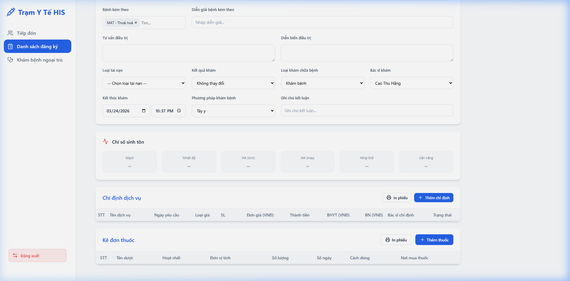 Trạm Y tế HIS
Tiếp đón
Danh sách đăng ký
Khám bệnh ngoại trú
Đăng xuất
Bệnh kèm theo
Diễn giải bệnh kèm theo
M47 - Thoái hoá ×
Nhập diễn giải...
Tư vấn điều trị
Diễn biến điều trị
Loại tai nạn
Kết quả khám
Loại khám chữa bệnh
Bác sĩ khám
-- Chọn loại tai nạn --
Không thay đổi
Khám bệnh
Cao Thu Hằng
Kết thúc khám
Phương pháp khám bệnh
Ghi chú kết luận
03/24/2026
10:37 PM
Tây y
Ghi chú kết luận...
Chỉ số sinh tồn
Mạch
Nhiệt độ
Nhịp thở
Cân nặng
--
--
--
--
--
--
Chỉ định dịch vụ
In phiếu
+ Thêm chỉ định
STT
Tên dịch vụ
Ngày yêu cầu
Loại giá
SL
Đơn giá (VNĐ)
Thành tiền
BHYT (VNĐ)
BN (VNĐ)
Bác sĩ chỉ định
Trạng thái
Kê đơn thuốc
In phiếu
+ Thêm thuốc
STT
Tên dược
Hoạt chất
Đơn vị tính
Số lượng
Số ngày
Cách dùng
Nơi mua thuốc